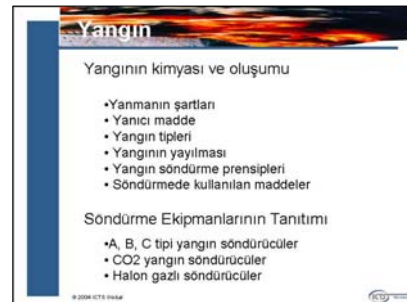 Yangın
Yangının kimyası ve oluşumu
•Yanmanın şartları
• Yanıcı madde
• Yangın tipleri
• Yangının yayılması
• Yangın söndürme prensipleri
• Söndürmede kullanılan maddeler
Söndürme Ekipmanlarının Tanıtımı
•A, B, C tipi yangın söndürücüler
• CO2 yangın söndürücüler
• Halon gazlı söndürücüler
© 2004 ICTS Global